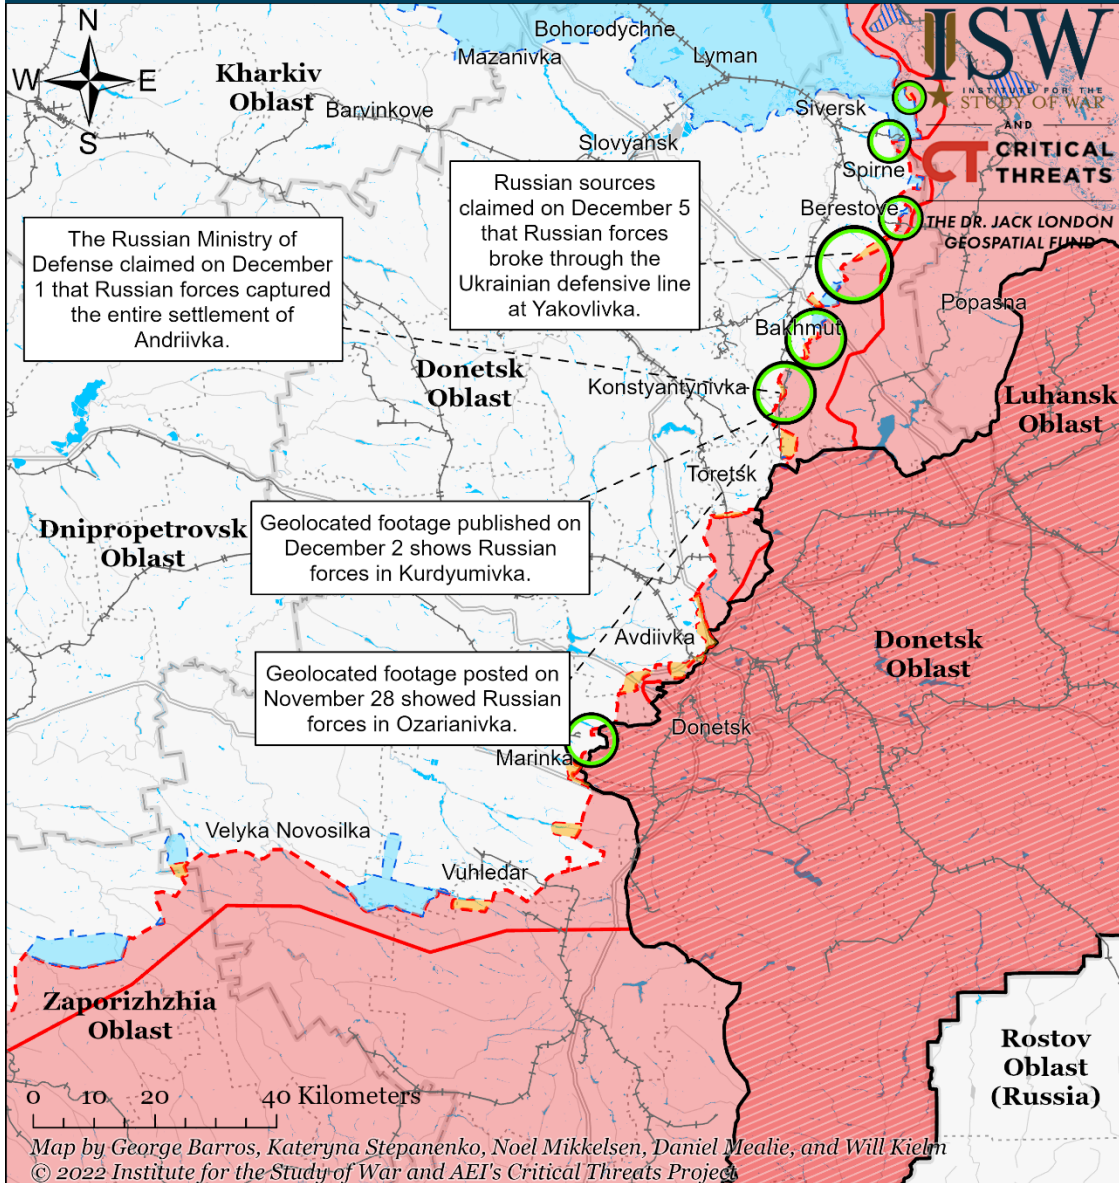 N
W
E
S
Kharkiv
Oblast
Bohorodychne
Mazanivka
Lyman
Barvinkove
Slovyansk
Siversk
Spirne
Berestove
ISW
INSTITUTE FOR THE
STUDY OF WAR
AND
CT CRITICAL
THREATS
THE DR. JACK LONDON
GEOSPATIAL FUND
Russian sources
claimed on December 5
that Russian forces
broke through the
Ukrainian defensive line
at Yakovlivka.
The Russian Ministry of
Defense claimed on December
1 that Russian forces captured
the entire settlement of
Andriivka.
Popasna
Bakhmut
Donetsk
Oblast
Konstyantynivka
Luhansk
Oblast
Toretsk
Dnipropetrovsk
Oblast
Geolocated footage published on
December 2 shows Russian
forces in Kurdyumivka.
Avdiivka
Donetsk
Oblast
Geolocated footage posted on
November 28 showed Russian
forces in Ozarianivka.
Donetsk
Marinka
Velyka Novosilka
Vuhledar
Zaporizhzhia
Oblast
Rostov
Oblast
(Russia)
0 10 20 40 Kilometers
Map by George Barros, Kateryna Stepanenko, Noel Mikkelsen, Daniel Mealie, and Will Kielm
© 2022 Institute for the Study of War and AEI's Critical Threats Project